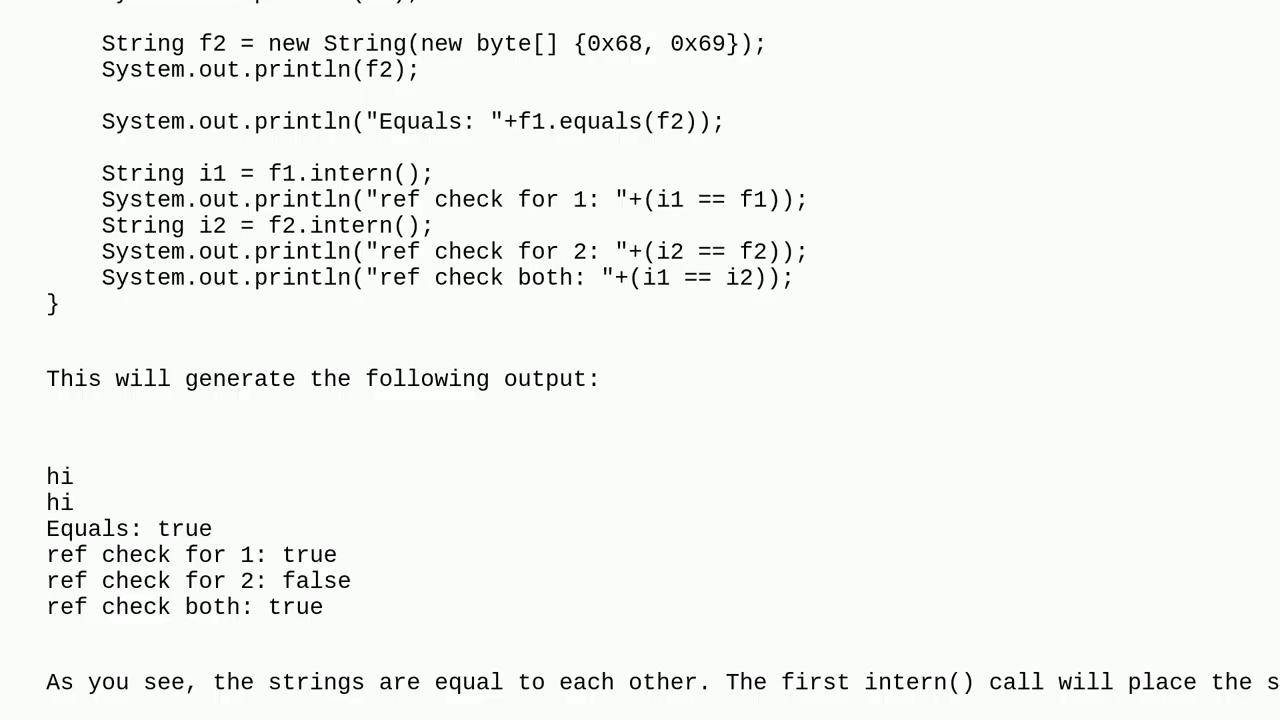 String f2 = new String(new byte[] {0x68, 0x69});
System.out.println(f2);
System.out.println("Equals: "+f1.equals(f2));
String i1 = f1.intern();
System.out.println("ref check for 1: "+(i1 == f1));
String i2 = f2.intern();
System.out.println("ref check for 2: "+(i2 == f2));
System.out.println("ref check both: "+(i1 == i2));
}
This will generate the following output:
hi
hi
Equals: true
ref check for 1: true
ref check for 2: false
ref check both: true
As you see, the strings are equal to each other. The first intern() call will place the